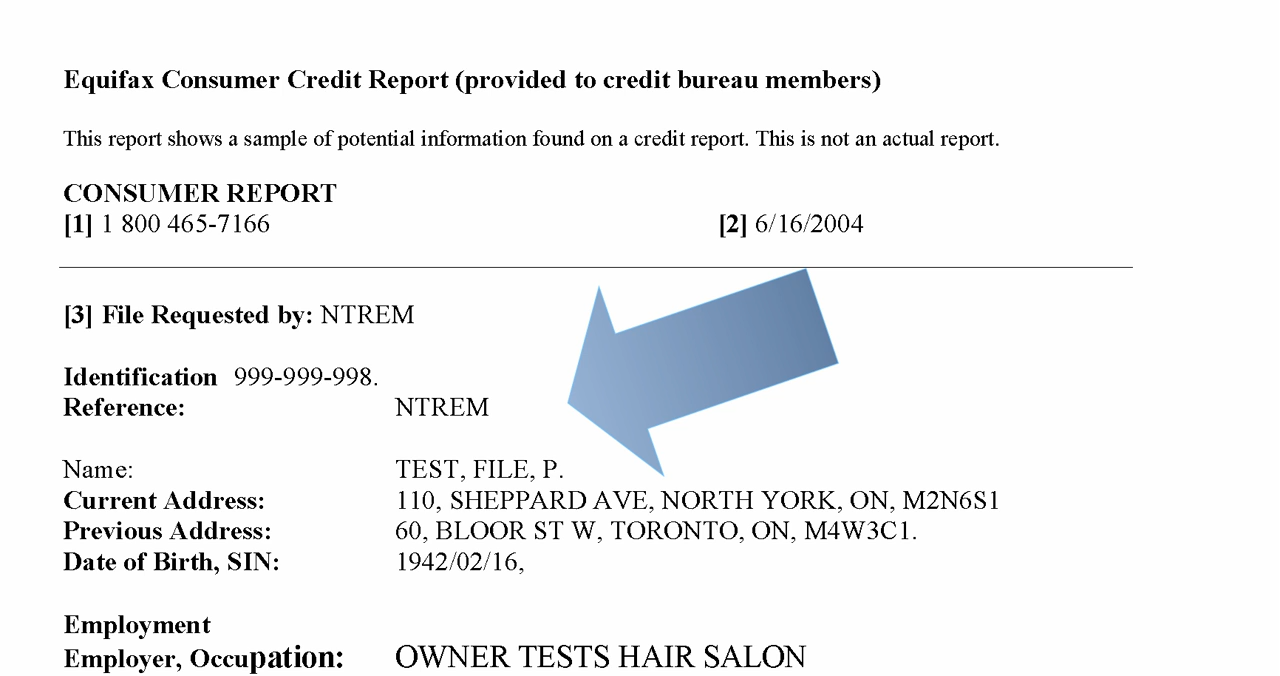 Equifax Consumer Credit Report (provided to credit bureau members)
This report shows a sample of potential information found on a credit report. This is not an actual report.
CONSUMER REPORT
[1] 1 800 465-7166 [2] 6/16/2004
[3] File Requested by: NTREM
Identification 999-999-998.
Reference: NTREM
Name: TEST, FILE, P.
Current Address: 110, SHEPPARD AVE, NORTH YORK, ON, M2N6S1
Previous Address: 60, BLOOR ST W, TORONTO, ON, M4W3C1.
Date of Birth, SIN: 1942/02/16,
Employment
Employer, Occupation: OWNER TESTS HAIR SALON